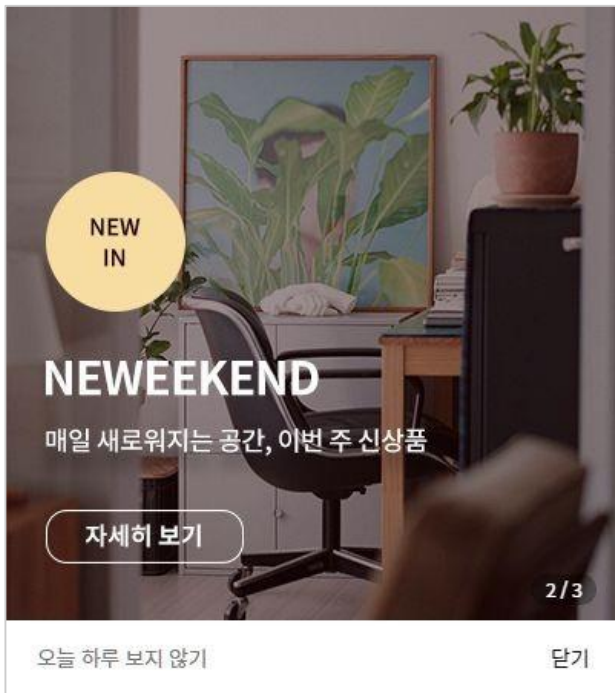 NEW
IN
NEWEEKEND
매일 새로워지는 공간, 이번 주 신상품
자세히 보기
2/3
오늘 하루 보지 않기
닫기